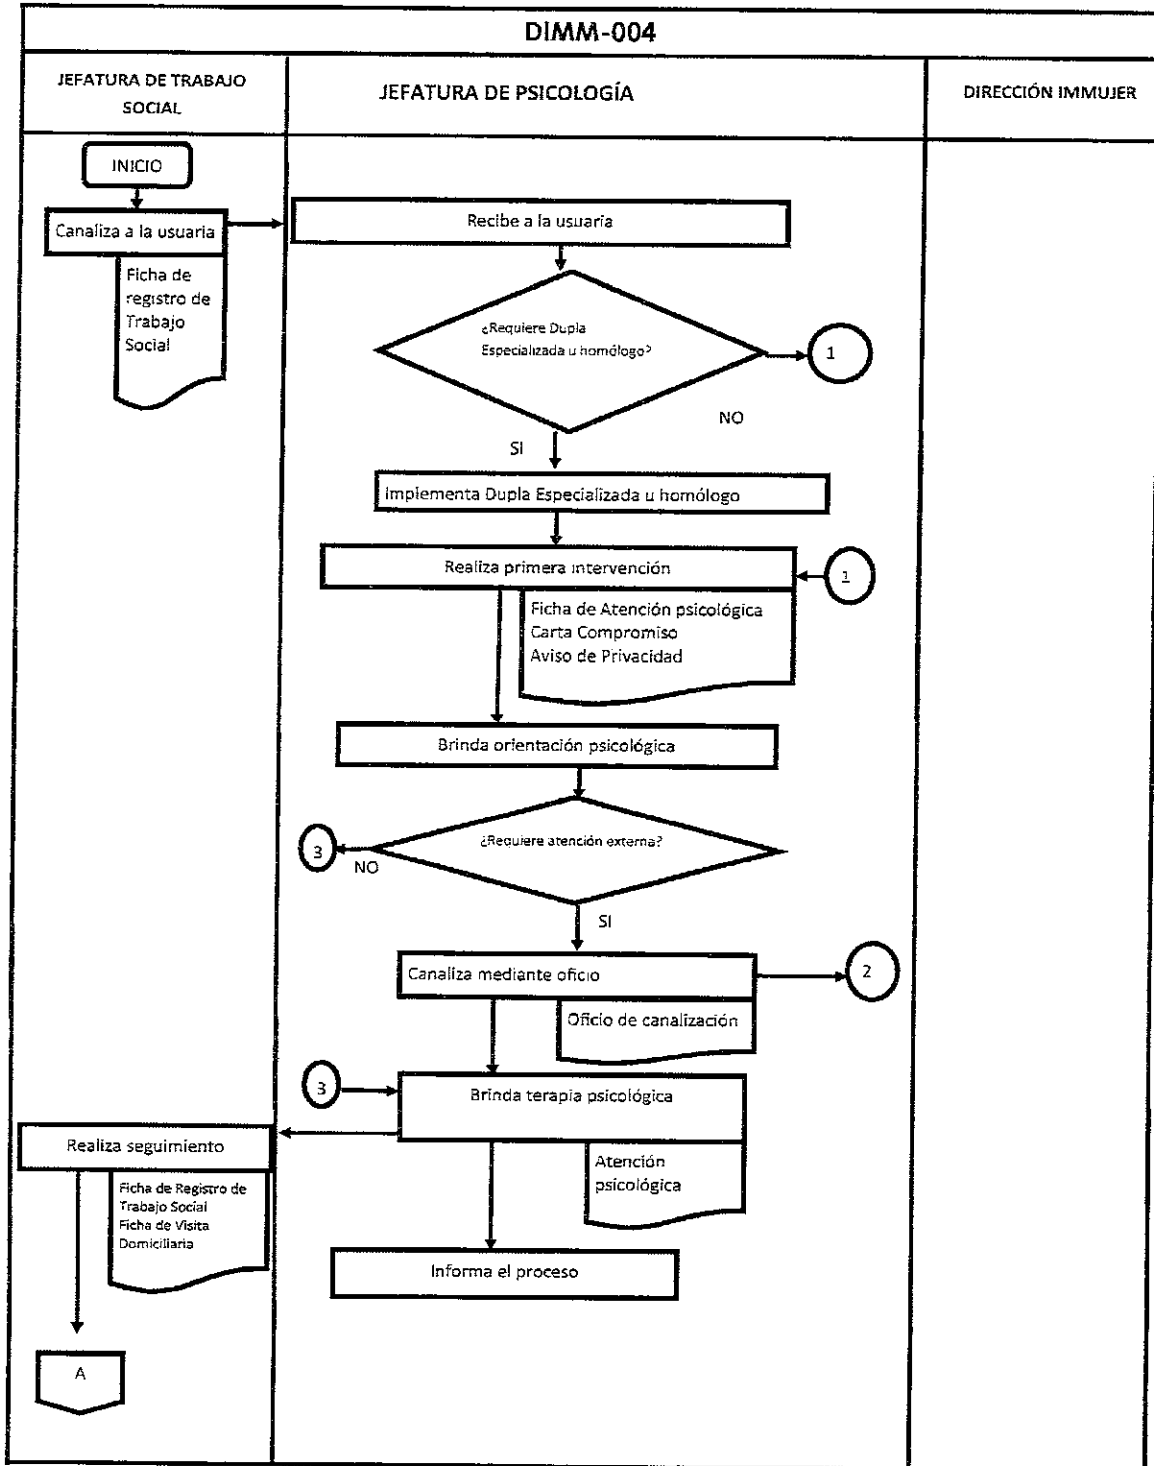 DIMM-004
JEFATURA DE TRABAJO
SOCIAL
JEFATURA DE PSICOLOGÍA
DIRECCIÓN IMMUJER
INICIO
Canaliza a la usuaria
Ficha de
registro de
Trabajo
Social
Recibe a la usuaria
¿Requiere Dupla
Especializada u homólogo?
1
NO
SI
Implementa Dupla Especializada u homólogo
Realiza primera intervención
1
Ficha de Atención psicológica
Carta Compromiso
Aviso de Privacidad
Brinda orientación psicológica
¿Requiere atención externa?
3
NO
SI
Canaliza mediante oficio
2
Oficio de canalización
3
Brinda terapia psicológica
Atención
psicológica
Realiza seguimiento
Ficha de Registro de
Trabajo Social
Ficha de Visita
Domiciliaria
Informa el proceso
A